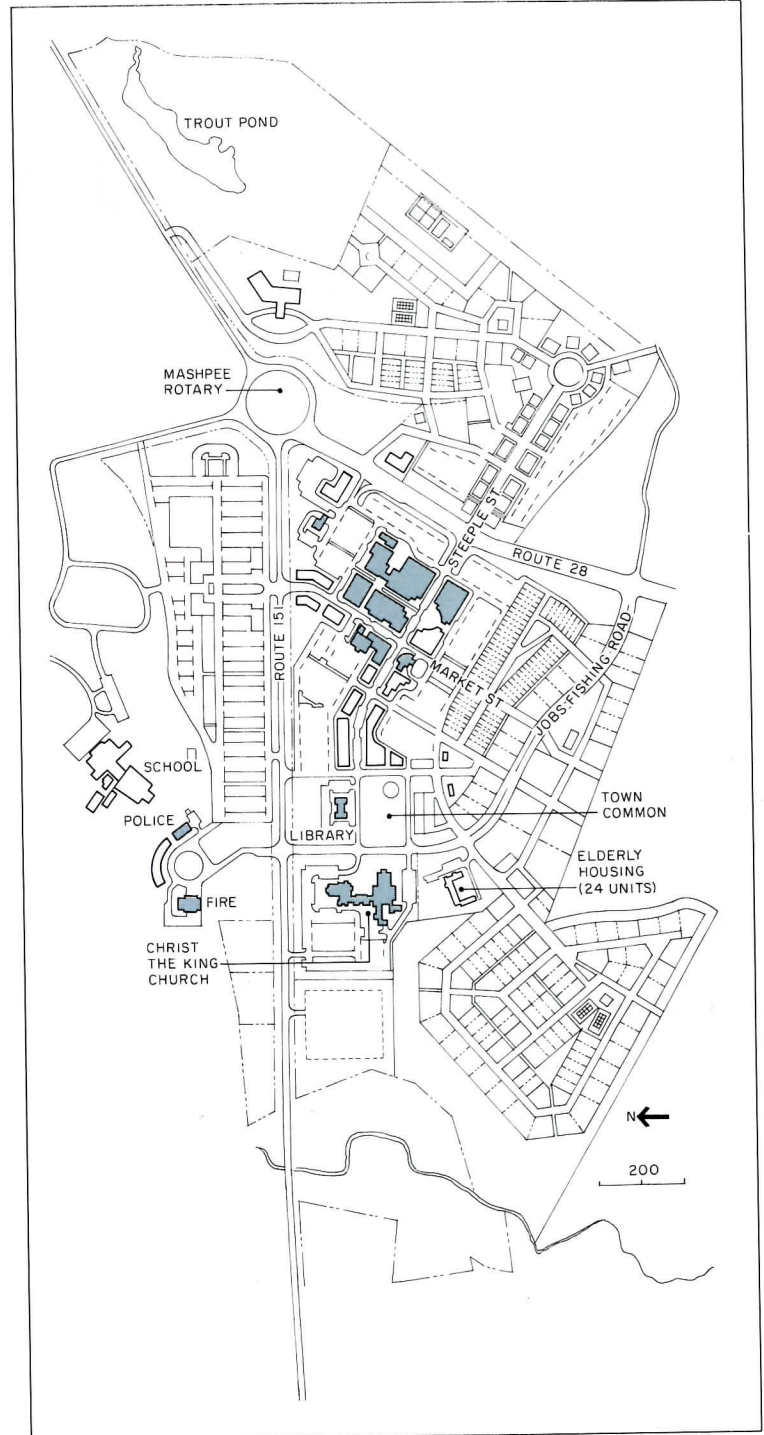 TROUT POND
MASHPEE
ROTARY
STEEPLE ST
ROUTE 28
ROUTE 151
MARKET ST
JOBS FISHING ROAD
SCHOOL
POLICE
LIBRARY
TOWN
COMMON
ELDERLY
HOUSING
(24 UNITS)
FIRE
CHRIST
THE KING
CHURCH
N
200